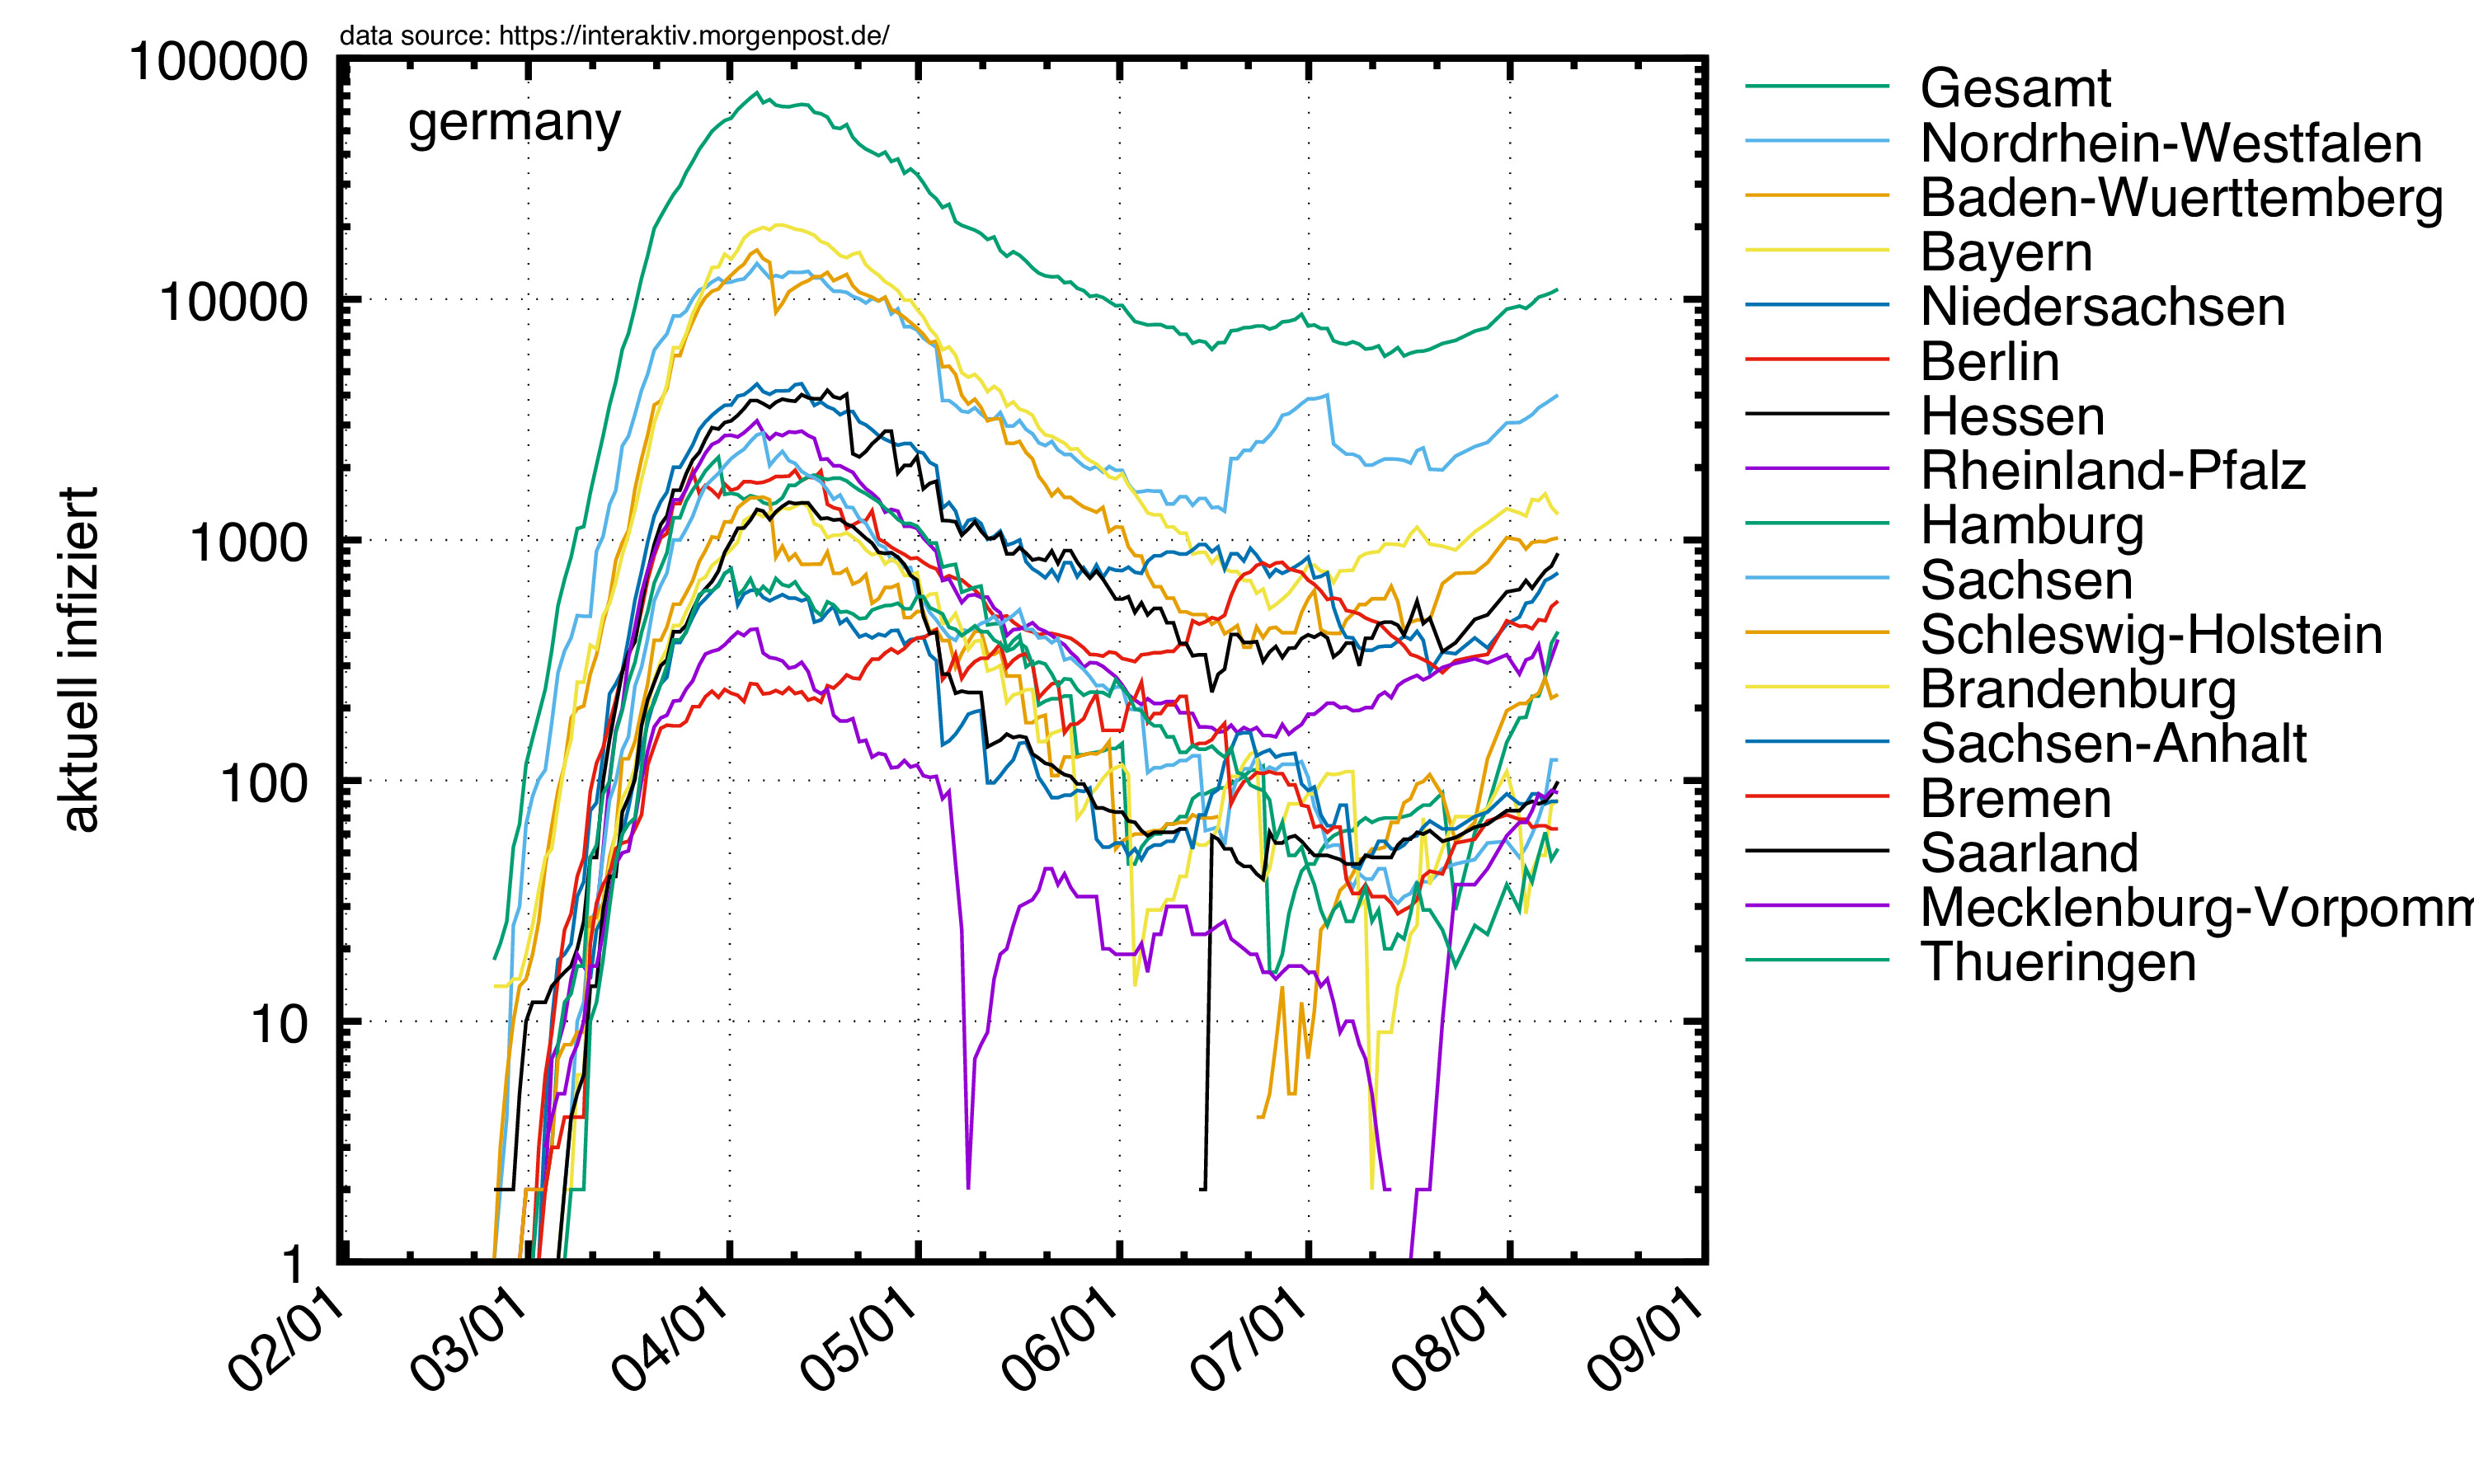 data source: https://interaktiv.morgenpost.de/
germany
aktuell infiziert
100000
10000
1000
100
10
1
02/01
03/01
04/01
05/01
06/01
07/01
08/01
09/01
Gesamt
Nordrhein-Westfalen
Baden-Wuerttemberg
Bayern
Niedersachsen
Berlin
Hessen
Rheinland-Pfalz
Hamburg
Sachsen
Schleswig-Holstein
Brandenburg
Sachsen-Anhalt
Bremen
Saarland
Mecklenburg-Vorpomm
Thueringen